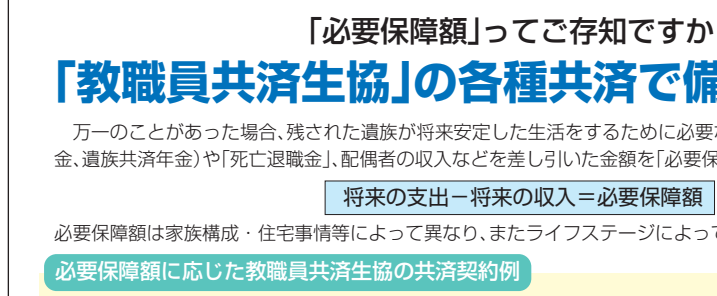 「必要保障額」ってご存知ですか
「教職員共済生協」の各種共済で備
万一のことがあった場合、残された遺族が将来安定した生活をするために必要な
金、遺族共済年金）や「死亡退職金」、配偶者の収入などを差し引いた金額を「必要保
将来の支出－将来の収入＝必要保障額
必要保障額は家族構成・住宅事情等によって異なり、またライフステージによって
必要保障額に応じた教職員共済生協の共済契約例